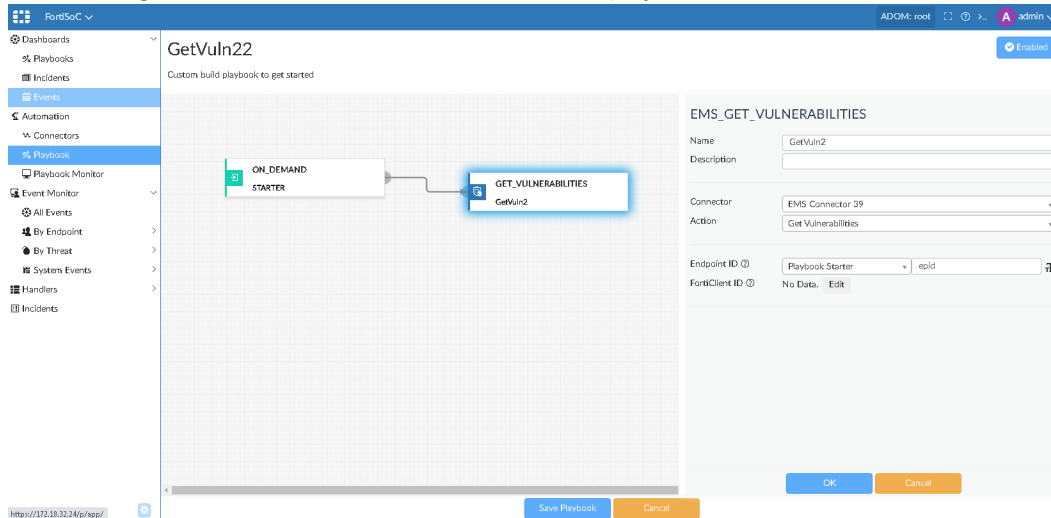 FortiSoC
ADOM: root
A admin
Dashboards
Playbooks
Incidents
Events
Automation
Connectors
Playbook
Playbook Monitor
Event Monitor
All Events
By Endpoint
By Threat
System Events
Handlers
Incidents
https://172.18.32.24/p/app/
GetVuln22
Enabled
Custom build playbook to get started
ON_DEMAND
STARTER
GET_VULNERABILITIES
GetVuln2
EMS_GET_VULNERABILITIES
Name GetVuln2
Description
Connector EMS Connector 39
Action Get Vulnerabilities
Endpoint ID Playbook Starter epid
FortiClient ID No Data. Edit
OK Cancel
Save Playbook Cancel